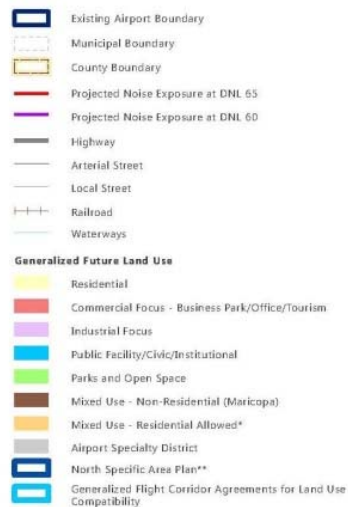 Existing Airport Boundary
Municipal Boundary
County Boundary
Projected Noise Exposure at DNL 65
Projected Noise Exposure at DNL 60
Highway
Arterial Street
Local Street
Railroad
Waterways
Generalized Future Land Use
Residential
Commercial Focus - Business Park/Office/Tourism
Industrial Focus
Public Facility/Civic/Institutional
Parks and Open Space
Mixed Use - Non-Residential (Maricopa)
Mixed Use - Residential Allowed*
Airport Specialty District
North Specific Area Plan**
Generalized Flight Corridor Agreements for Land Use
Compatibility